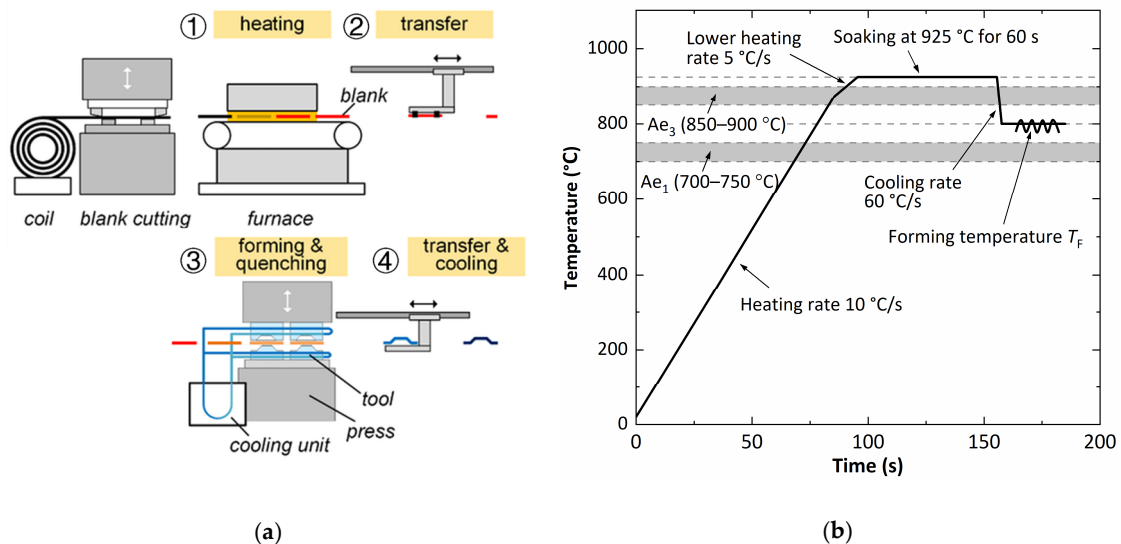 ① heating
② transfer
blank
coil
blank cutting
furnace
③ forming &
quenching
④ transfer &
cooling
tool
press
cooling unit
(a)
Temperature (°C)
1000
800
600
400
200
0
Lower heating
rate 5 °C/s
Soaking at 925 °C for 60 s
Ae3 (850–900 °C)
Ae1 (700–750 °C)
Cooling rate
60 °C/s
Forming temperature TF
Heating rate 10 °C/s
0 50 100 150 200
Time (s)
(b)